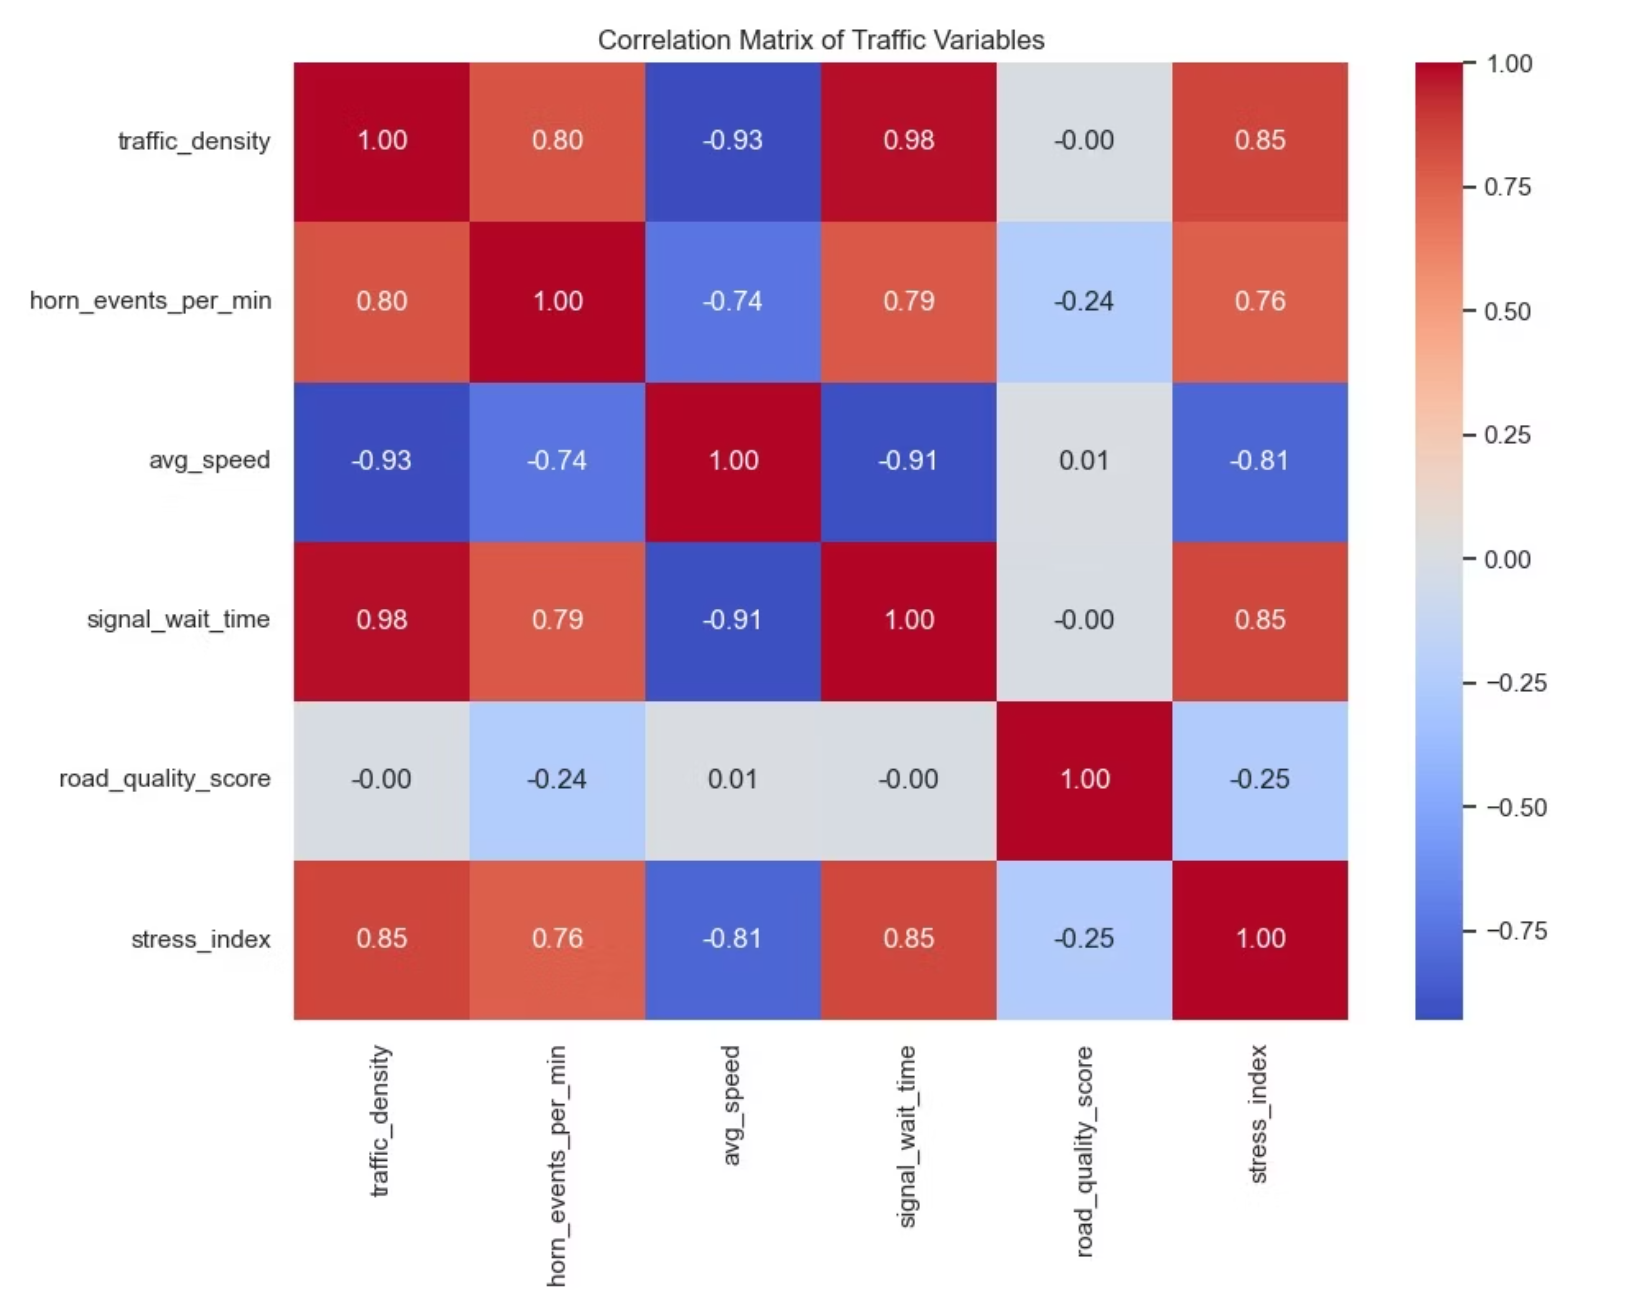 Correlation Matrix of Traffic Variables
traffic_density 1.00 0.80 -0.93 0.98 -0.00 0.85
horn_events_per_min 0.80 1.00 -0.74 0.79 -0.24 0.76
avg_speed -0.93 -0.74 1.00 -0.91 0.01 -0.81
signal_wait_time 0.98 0.79 -0.91 1.00 -0.00 0.85
road_quality_score -0.00 -0.24 0.01 -0.00 1.00 -0.25
stress_index 0.85 0.76 -0.81 0.85 -0.25 1.00
traffic_density
horn_events_per_min
avg_speed
signal_wait_time
road_quality_score
stress_index
1.00
0.75
0.50
0.25
0.00
−0.25
−0.50
−0.75